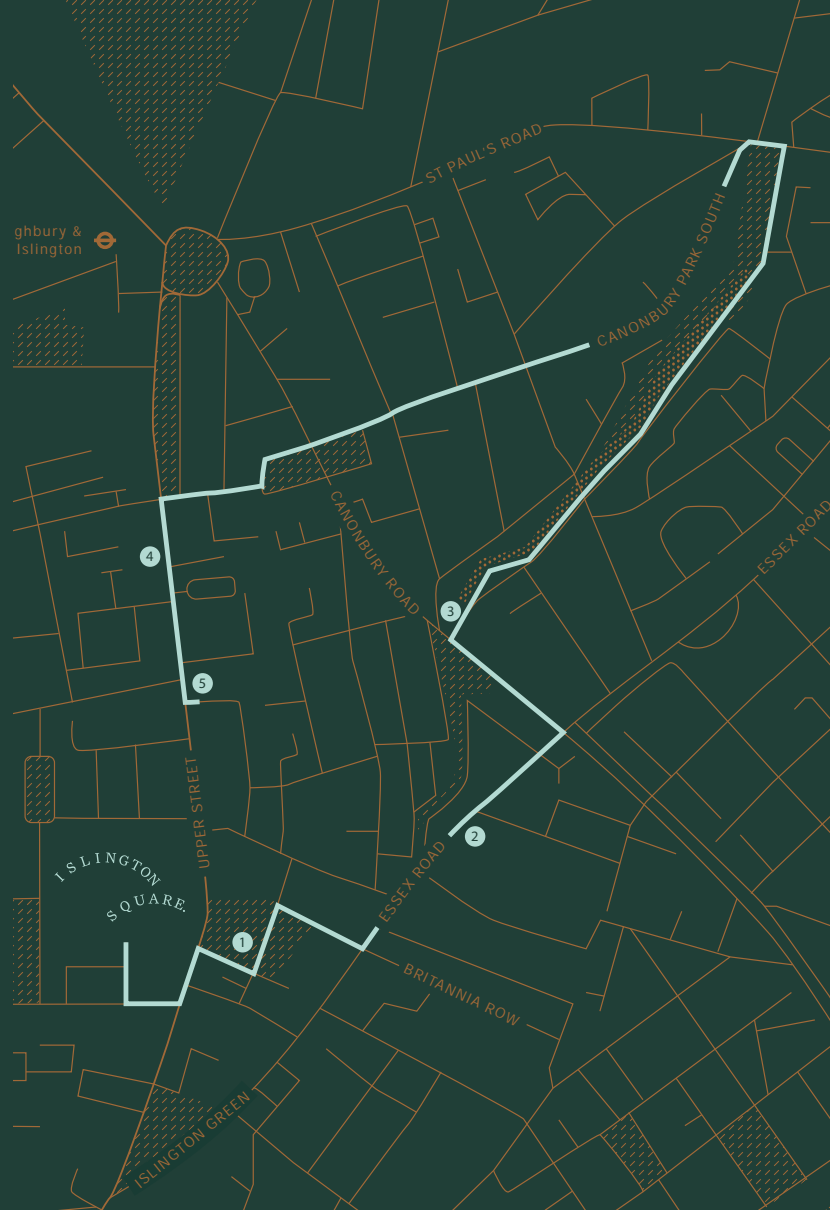 ST PAUL'S ROAD
ghbury &
Islington
CANONBURY PARK SOUTH
CANONBURY ROAD
ESSEX ROAD
4
3
5
UPPER STREET
2
ISLINGTON
SQUARE.
ESSEX ROAD
1
BRITANNIA ROW
ISLINGTON GREEN